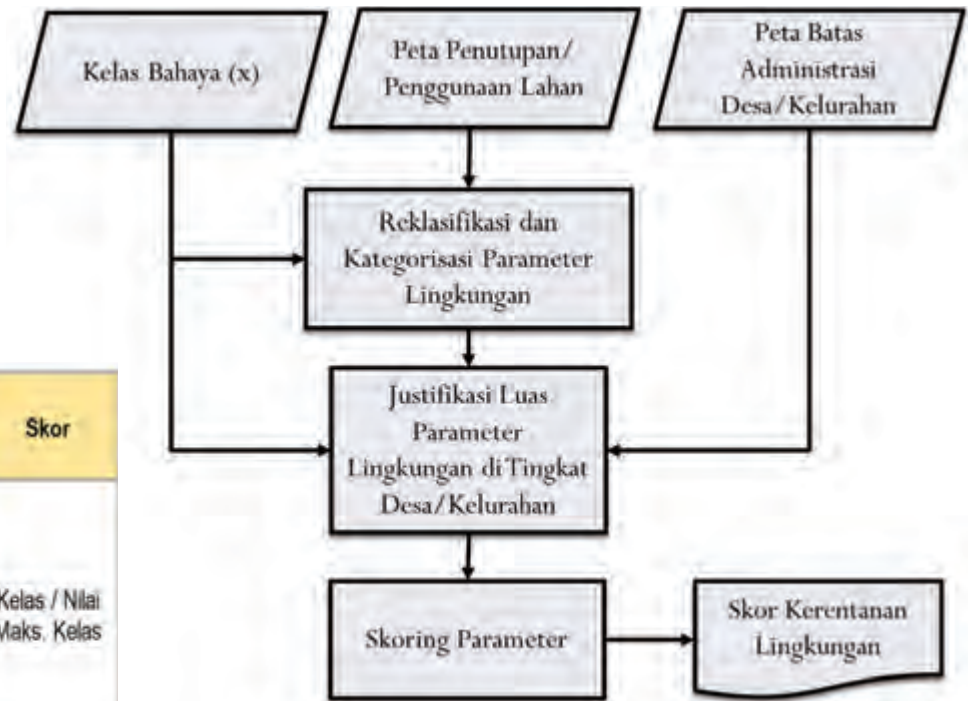 Kelas Bahaya (x)
Peta Penutupan/
Penggunaan Lahan
Peta Batas
Administrasi
Desa/Kelurahan
Reklasifikasi dan
Kategorisasi Parameter
Lingkungan
Justifikasi Luas
Parameter
Lingkungan di Tingkat
Desa/Kelurahan
Skor
Kelas / Nilai
Maks. Kelas
Skoring Parameter
Skor Kerentanan
Lingkungan